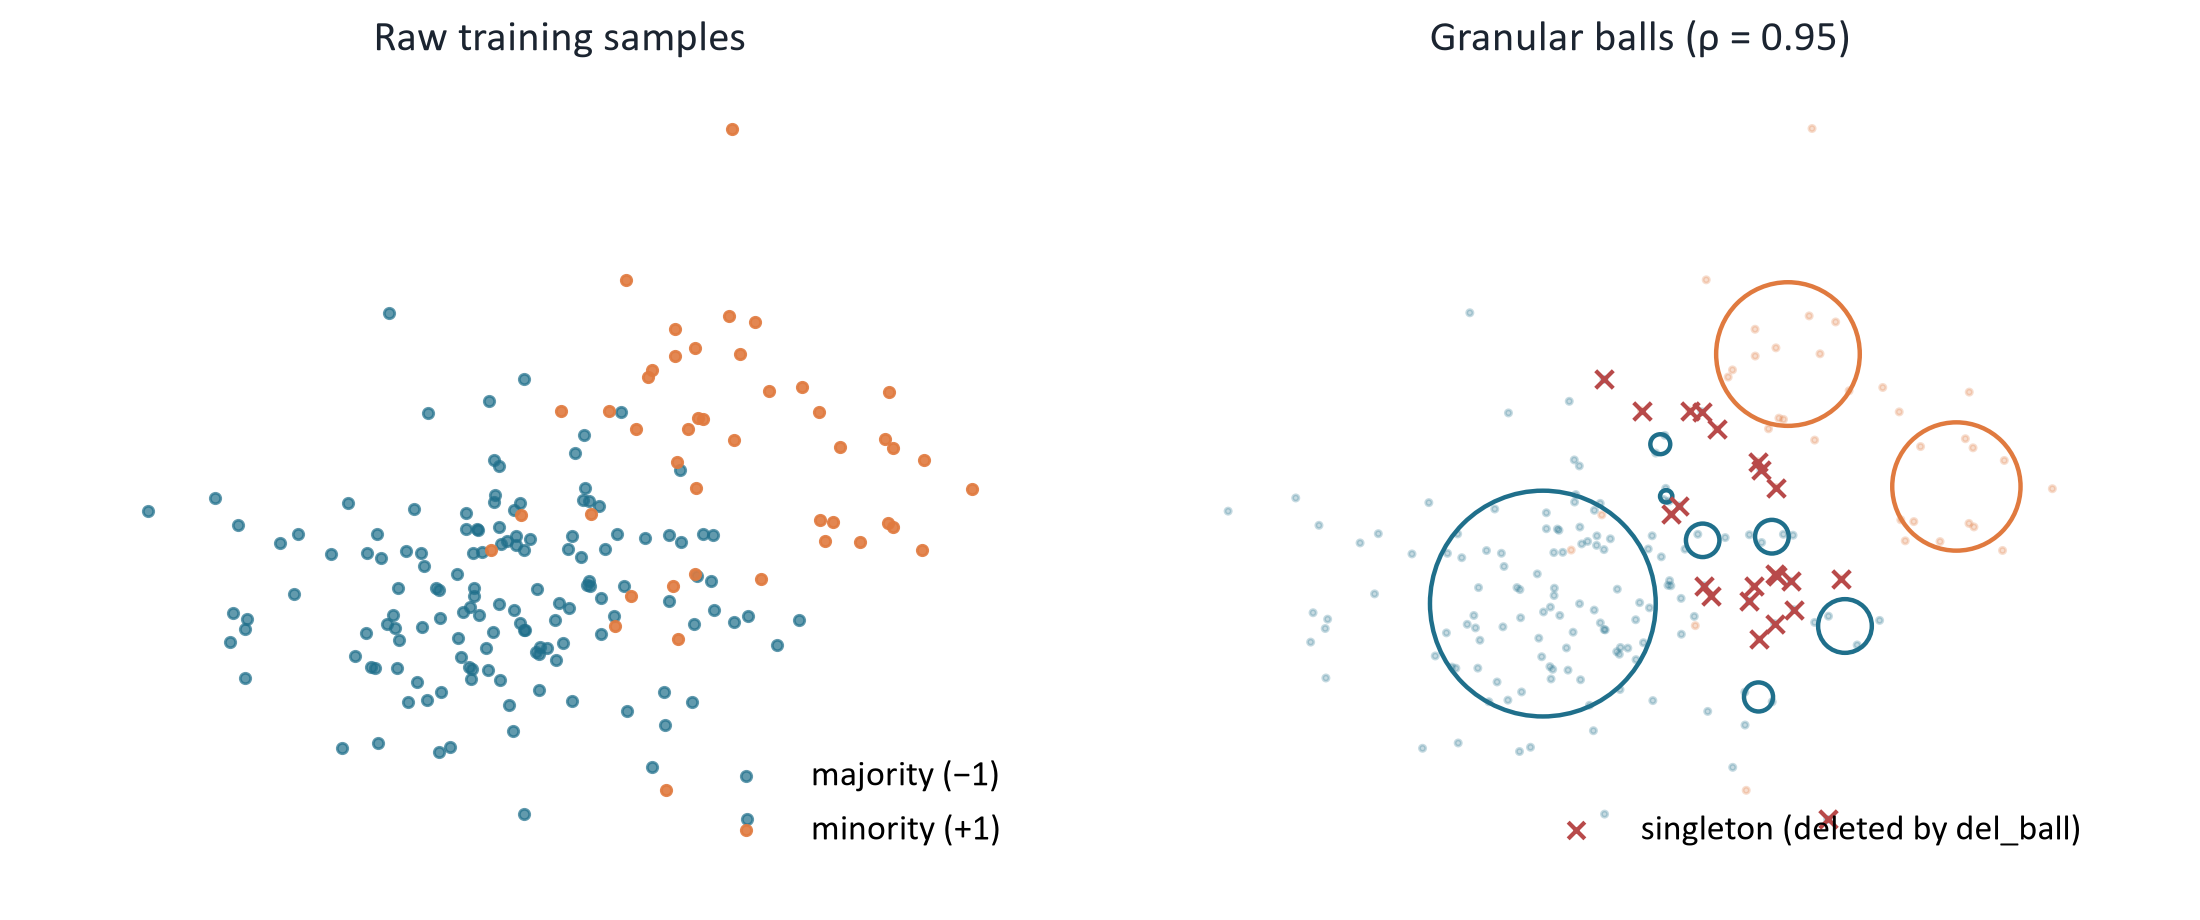 Raw training samples
Granular balls (ρ = 0.95)
majority (−1)
minority (+1)
singleton (deleted by del_ball)